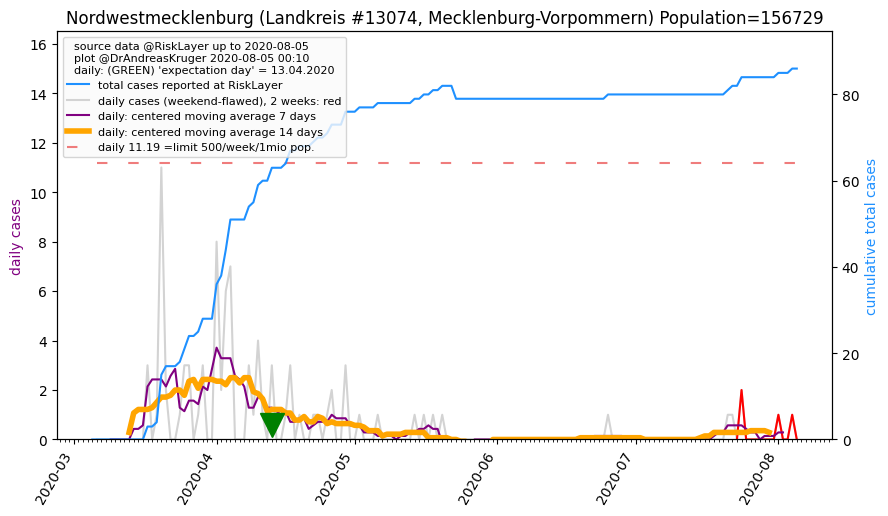 Nordwestmecklenburg (Landkreis #13074, Mecklenburg-Vorpommern) Population=156729
source data @RiskLayer up to 2020-08-05
plot @DrAndreasKruger 2020-08-05 00:10
daily: (GREEN) 'expectation day' = 13.04.2020
total cases reported at RiskLayer
daily cases (weekend-flawed), 2 weeks: red
daily: centered moving average 7 days
daily: centered moving average 14 days
daily 11.19 =limit 500/week/1mio pop.
daily cases
16
14
12
10
8
6
4
2
0
cumulative total cases
80
60
40
20
0
2020-03
2020-04
2020-05
2020-06
2020-07
2020-08